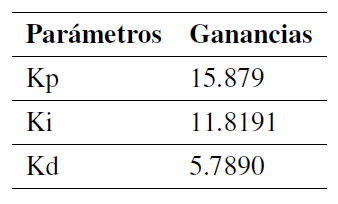 Parámetros Ganancias
Kp 15.879
Ki 11.8191
Kd 5.7890